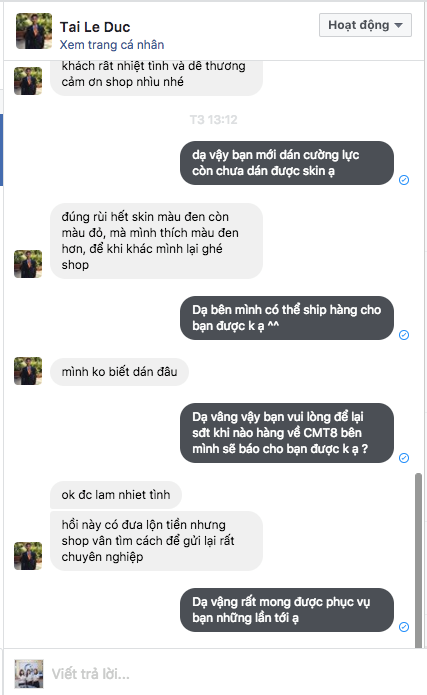 Tai Le Duc
Xem trang cá nhân
Hoạt động
khách rất nhiệt tình và dê thương
cảm ơn shop nhìu nhé
T3 13:12
dạ vậy bạn mới dán cường lực
còn chưa dán được skin ạ
đúng rùi hết skin màu đen còn
màu đỏ, mà mình thích màu đen
hơn, để khi khác mình lại ghé
shop
Dạ bên mình có thể ship hàng cho
bạn được k ạ ^^
mình ko biết dán đâu
Dạ vâng vậy bạn vui lòng để lại
sđt khi nào hàng về CMT8 bên
mình sẽ báo cho bạn được k ạ ?
ok đc lam nhiet tình
hồi này có đưa lộn tiền nhưng
shop vân tìm cách để gửi lại rất
chuyên nghiệp
Dạ vậng rất mong được phục vụ
bạn những lần tới ạ
Viết trả lời...